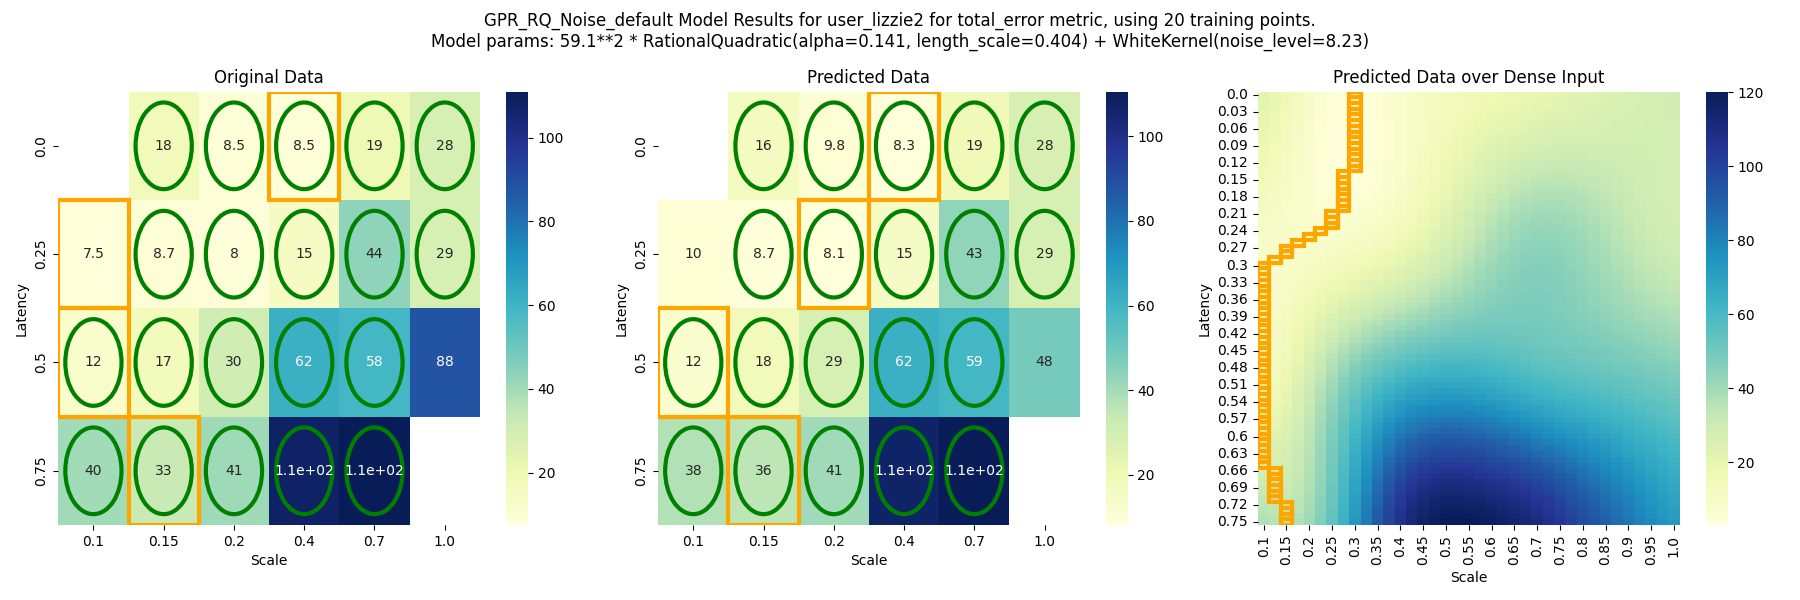 GPR_RQ_Noise_default Model Results for user_lizzie2 for total_error metric, using 20 training points.
Model params: 59.1**2 * RationalQuadratic(alpha=0.141, length_scale=0.404) + WhiteKernel(noise_level=8.23)
Original Data
Latency
0.0 18 8.5 8.5 19 28
0.25 7.5 8.7 8 15 44 29
0.5 12 17 30 62 58 88
0.75 40 33 41 1.1e+02 1.1e+02
0.1 0.15 0.2 0.4 0.7 1.0
Scale
100
80
60
40
20
Predicted Data
Latency
0.0 16 9.8 8.3 19 28
0.25 10 8.7 8.1 15 43 29
0.5 12 18 29 62 59 48
0.75 38 36 41 1.1e+02 1.1e+02
0.1 0.15 0.2 0.4 0.7 1.0
Scale
100
80
60
40
20
Predicted Data over Dense Input
Latency
0.0
0.03
0.06
0.09
0.12
0.15
0.18
0.21
0.24
0.27
0.3
0.33
0.36
0.39
0.42
0.45
0.48
0.51
0.54
0.57
0.6
0.63
0.66
0.69
0.72
0.75
0.1 0.15 0.2 0.25 0.3 0.35 0.4 0.45 0.5 0.55 0.6 0.65 0.7 0.75 0.8 0.85 0.9 0.95 1.0
Scale
120
100
80
60
40
20